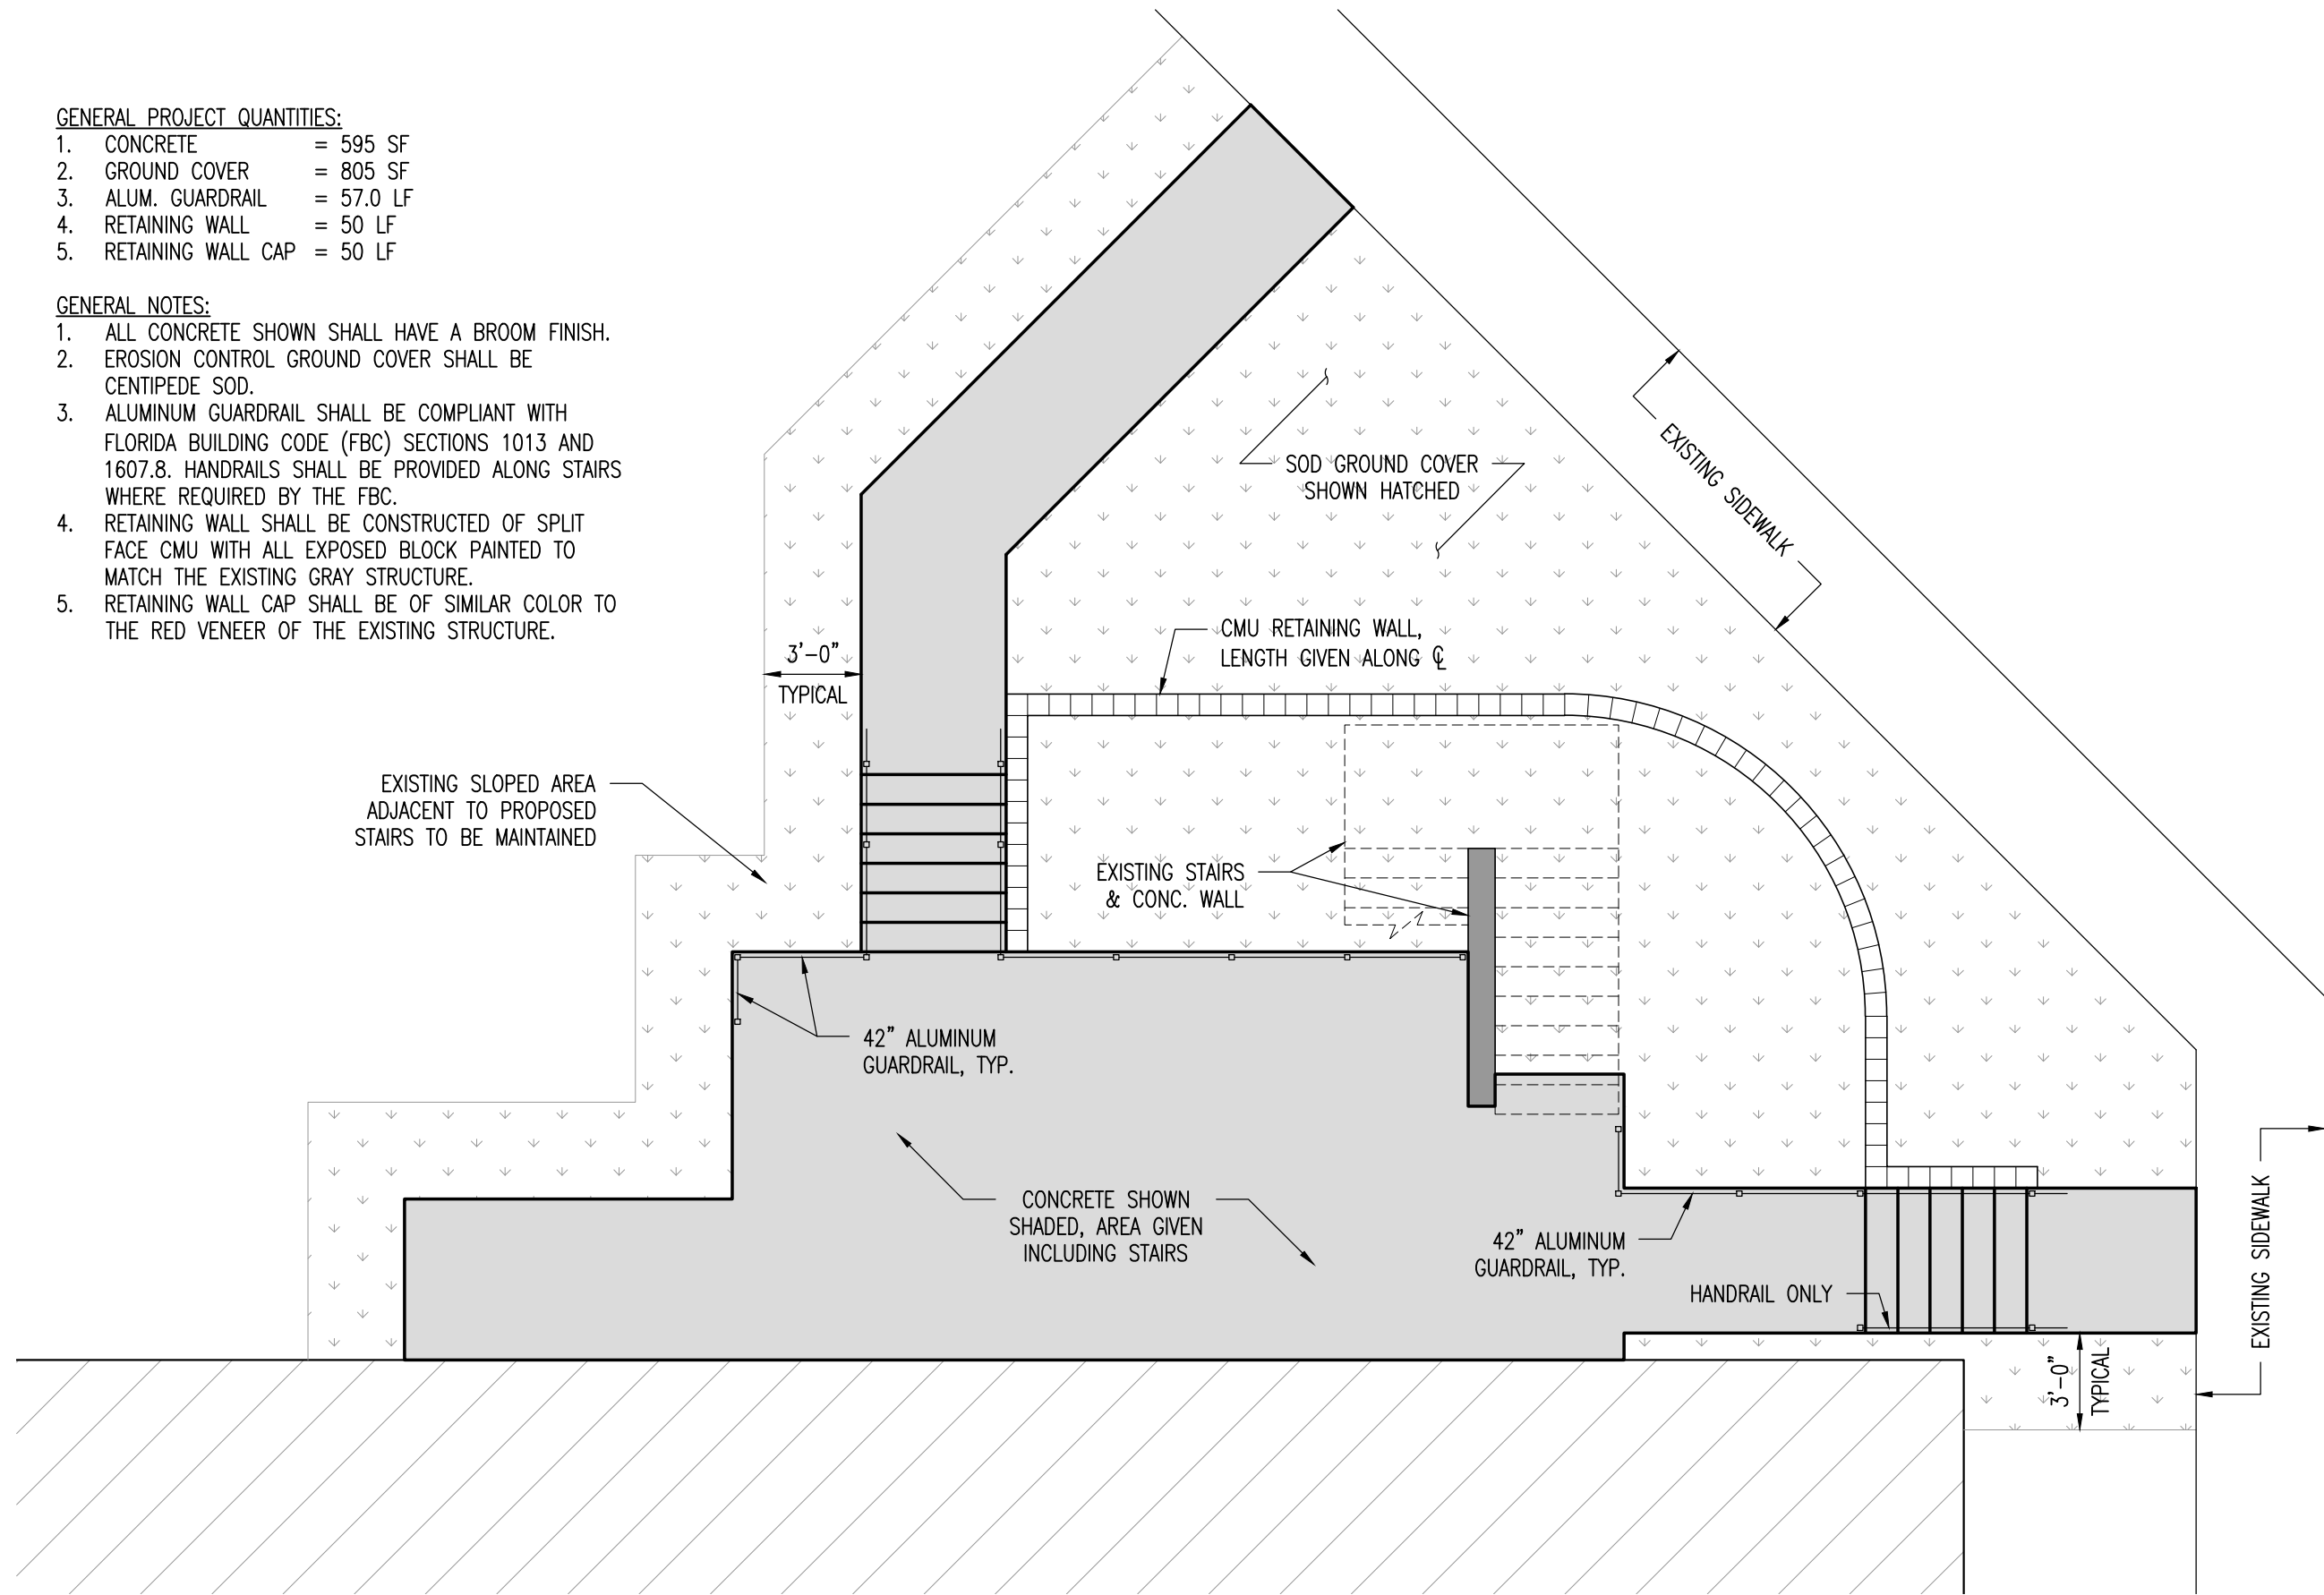 GENERAL PROJECT QUANTITIES:
1. CONCRETE = 595 SF
2. GROUND COVER = 805 SF
3. ALUM. GUARDRAIL = 57.0 LF
4. RETAINING WALL = 50 LF
5. RETAINING WALL CAP = 50 LF
GENERAL NOTES:
1. ALL CONCRETE SHOWN SHALL HAVE A BROOM FINISH.
2. EROSION CONTROL GROUND COVER SHALL BE
CENTIPEDE SOD.
3. ALUMINUM GUARDRAIL SHALL BE COMPLIANT WITH
FLORIDA BUILDING CODE (FBC) SECTIONS 1013 AND
1607.8. HANDRAILS SHALL BE PROVIDED ALONG STAIRS
WHERE REQUIRED BY THE FBC.
4. RETAINING WALL SHALL BE CONSTRUCTED OF SPLIT
FACE CMU WITH ALL EXPOSED BLOCK PAINTED TO
MATCH THE EXISTING GRAY STRUCTURE.
5. RETAINING WALL CAP SHALL BE OF SIMILAR COLOR TO
THE RED VENEER OF THE EXISTING STRUCTURE.
SOD GROUND COVER
SHOWN HATCHED
EXISTING SIDEWALK
CMU RETAINING WALL,
LENGTH GIVEN ALONG ℄
3'-0"
TYPICAL
EXISTING SLOPED AREA
ADJACENT TO PROPOSED
STAIRS TO BE MAINTAINED
EXISTING STAIRS
& CONC. WALL
42" ALUMINUM
GUARDRAIL, TYP.
CONCRETE SHOWN
SHADED, AREA GIVEN
INCLUDING STAIRS
42" ALUMINUM
GUARDRAIL, TYP.
HANDRAIL ONLY
EXISTING SIDEWALK
3'-0"
TYPICAL